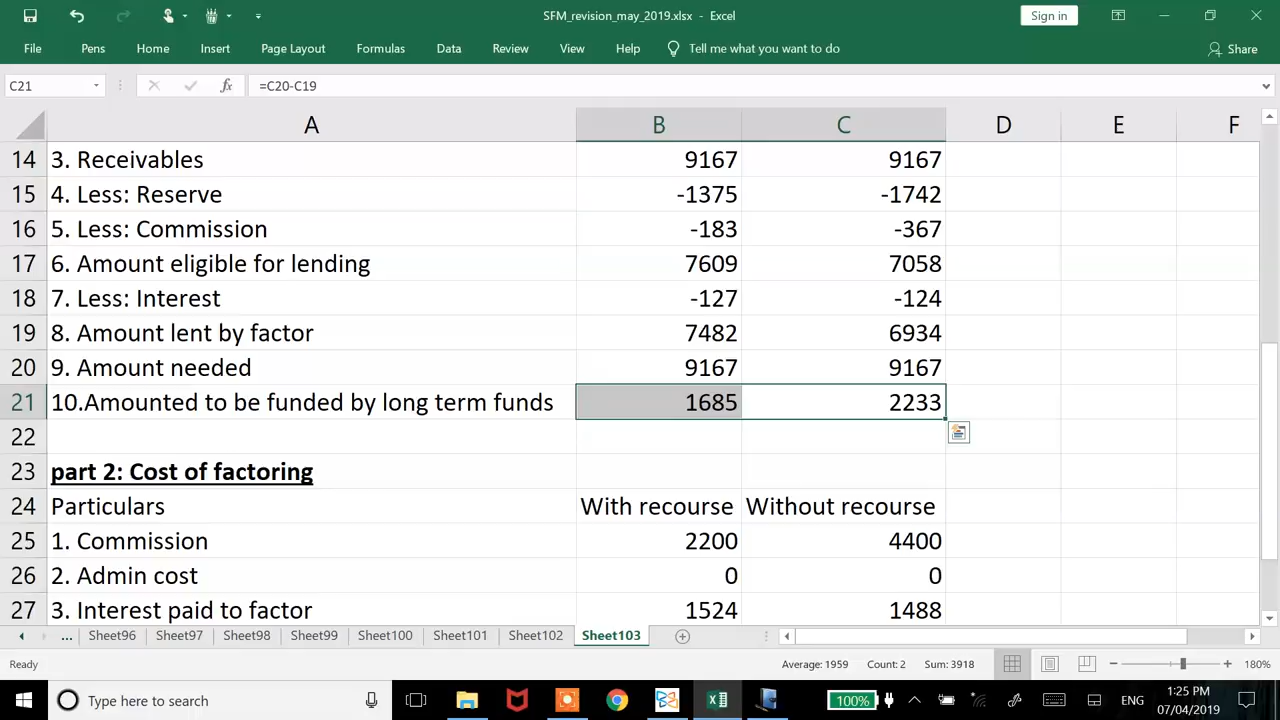 SFM_revision_may_2019.xlsx - Excel
Sign in
File Pens Home Insert Page Layout Formulas Data Review View Help Tell me what you want to do Share
C21 fx =C20-C19
A B C D E F
14 3. Receivables 9167 9167
15 4. Less: Reserve -1375 -1742
16 5. Less: Commission -183 -367
17 6. Amount eligible for lending 7609 7058
18 7. Less: Interest -127 -124
19 8. Amount lent by factor 7482 6934
20 9. Amount needed 9167 9167
21 10.Amounted to be funded by long term funds 1685 2233
22
23 part 2: Cost of factoring
24 Particulars With recourse Without recourse
25 1. Commission 2200 4400
26 2. Admin cost 0 0
27 3. Interest paid to factor 1524 1488
... Sheet96 Sheet97 Sheet98 Sheet99 Sheet100 Sheet101 Sheet102 Sheet103
Ready Average: 1959 Count: 2 Sum: 3918 180%
Type here to search 100% ENG 1:25 PM
07/04/2019